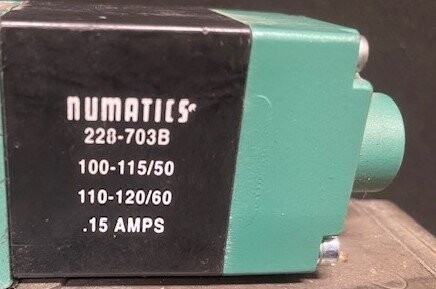 NUMATICS
228-703B
100-115/50
110-120/60
.15 AMPS